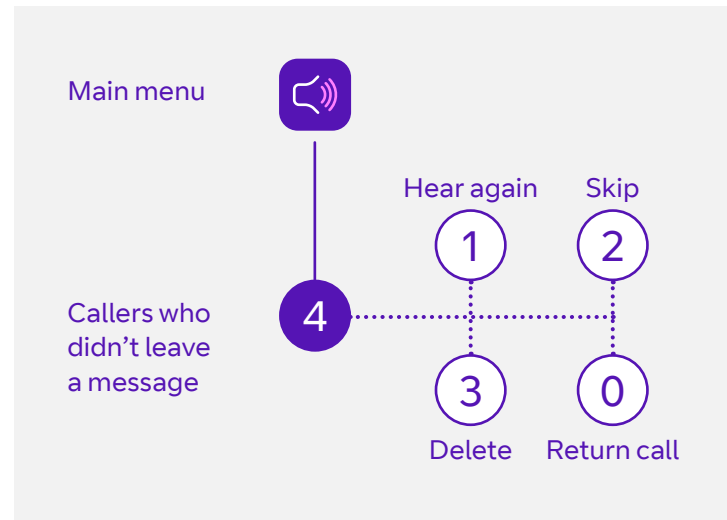 Main menu
Hear again
Skip
1
2
Callers who
didn't leave
a message
4
3
0
Delete
Return call